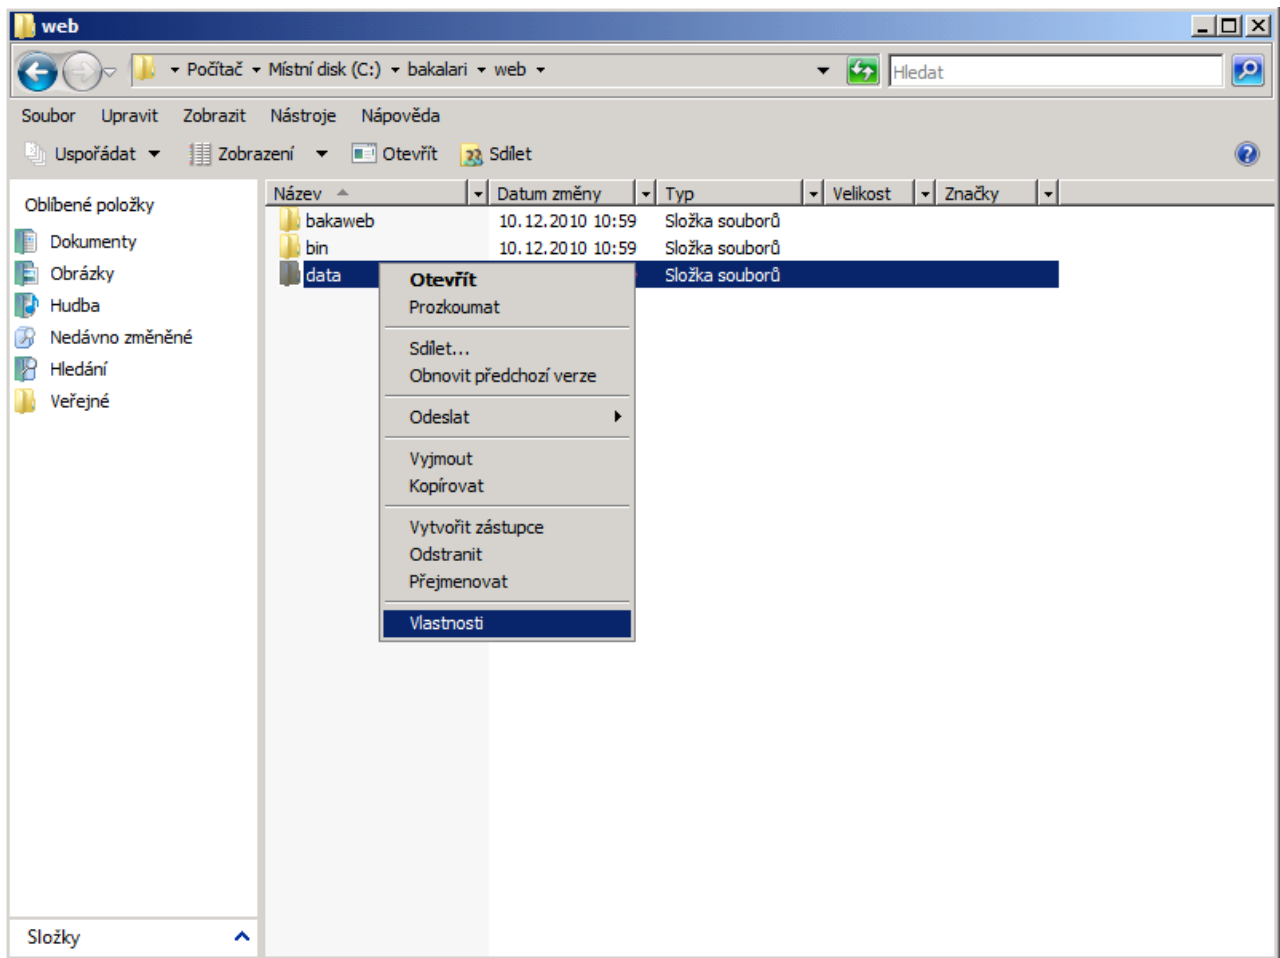 web
Počítač Místní disk (C:) bakalari web Hledat
Soubor Upravit Zobrazit Nástroje Nápověda
Uspořádat Zobrazení Otevřít Sdílet
Oblíbené položky
Dokumenty
Obrázky
Hudba
Nedávno změněné
Hledání
Veřejné
Složky
Název Datum změny Typ Velikost Značky
bakaweb 10.12.2010 10:59 Složka souborů
bin 10.12.2010 10:59 Složka souborů
data Složka souborů
Otevřít
Prozkoumat
Sdílet...
Obnovit předchozí verze
Odeslat
Vyjmout
Kopírovat
Vytvořit zástupce
Odstranit
Přejmenovat
Vlastnosti